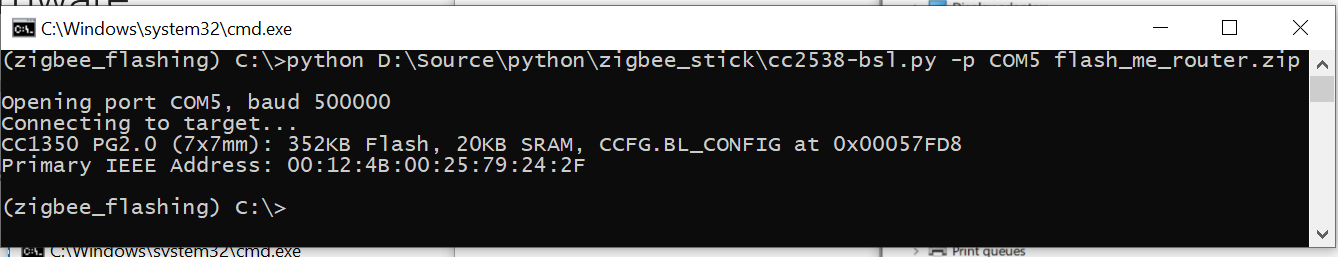 C:\Windows\system32\cmd.exe
(zigbee_flashing) C:\>python D:\Source\python\zigbee_stick\cc2538-bsl.py -p COM5 flash_me_router.zip
Opening port COM5, baud 500000
Connecting to target...
CC1350 PG2.0 (7x7mm): 352KB Flash, 20KB SRAM, CCFG.BL_CONFIG at 0x00057FD8
Primary IEEE Address: 00:12:4B:00:25:79:24:2F
(zigbee_flashing) C:\>
C:\Windows\system32\cmd.exe
Print queues